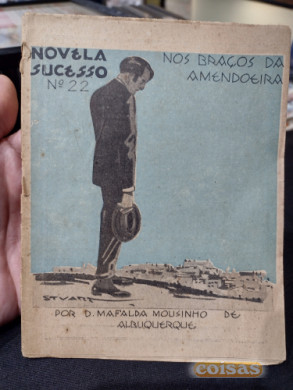 NOVELA
SUCESSO
Nº 22
NOS BRAÇOS DA
AMENDOEIRA
STUART
POR D. MAFALDA MOUSINHO DE
ALBUQUERQUE
coisas